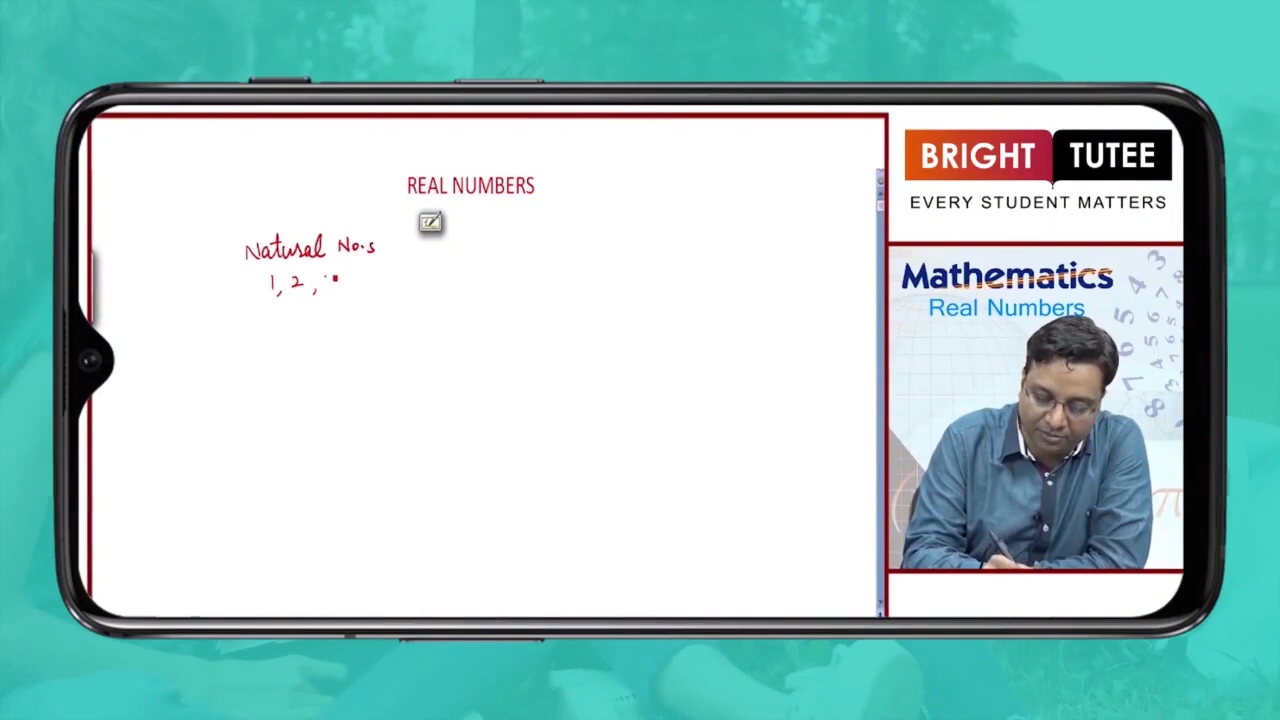 REAL NUMBERS
Natural No.s
1, 2,
BRIGHT TUTEE
EVERY STUDENT MATTERS
Mathematics
Real Numbers